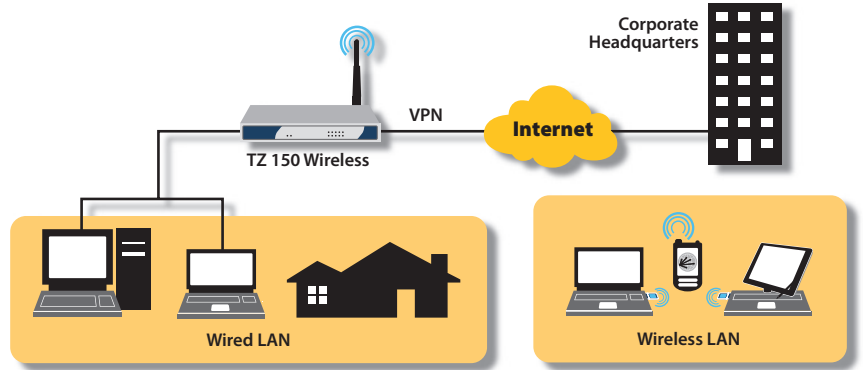 Corporate
Headquarters
VPN
Internet
TZ 150 Wireless
Wired LAN
Wireless LAN